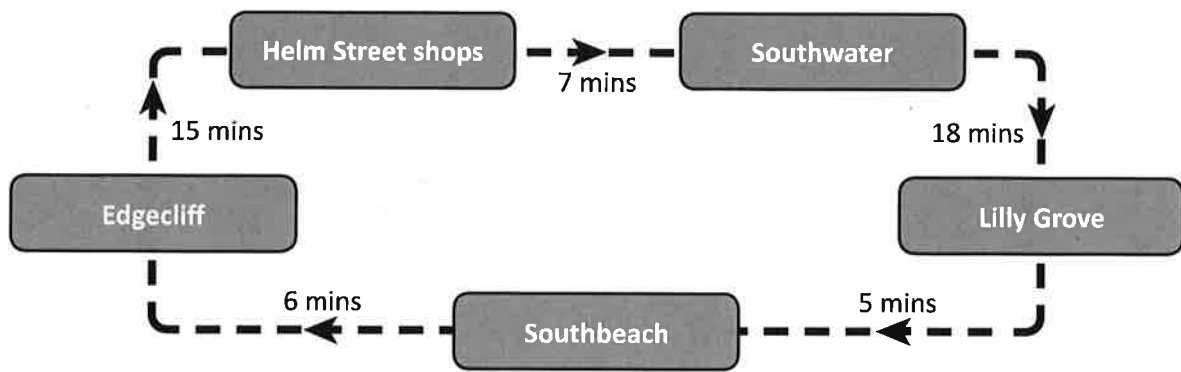 Helm Street shops
7 mins
Southwater
15 mins
18 mins
Edgecliff
Lilly Grove
6 mins
Southbeach
5 mins